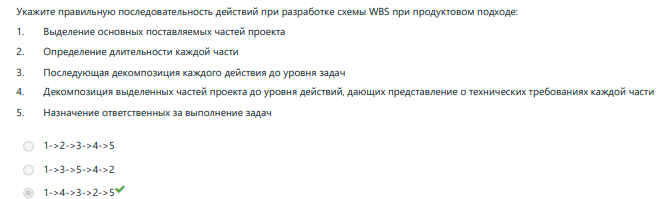 Укажите правильную последовательность действий при разработке схемы WBS при продуктовом подходе:
1. Выделение основных поставляемых частей проекта
2. Определение длительности каждой части
3. Последующая декомпозиция каждого действия до уровня задач
4. Декомпозиция выделенных частей проекта до уровня действий, дающих представление о технических требованиях каждой части
5. Назначение ответственных за выполнение задач
1->2->3->4->5
1->3->5->4->2
1->4->3->2->5